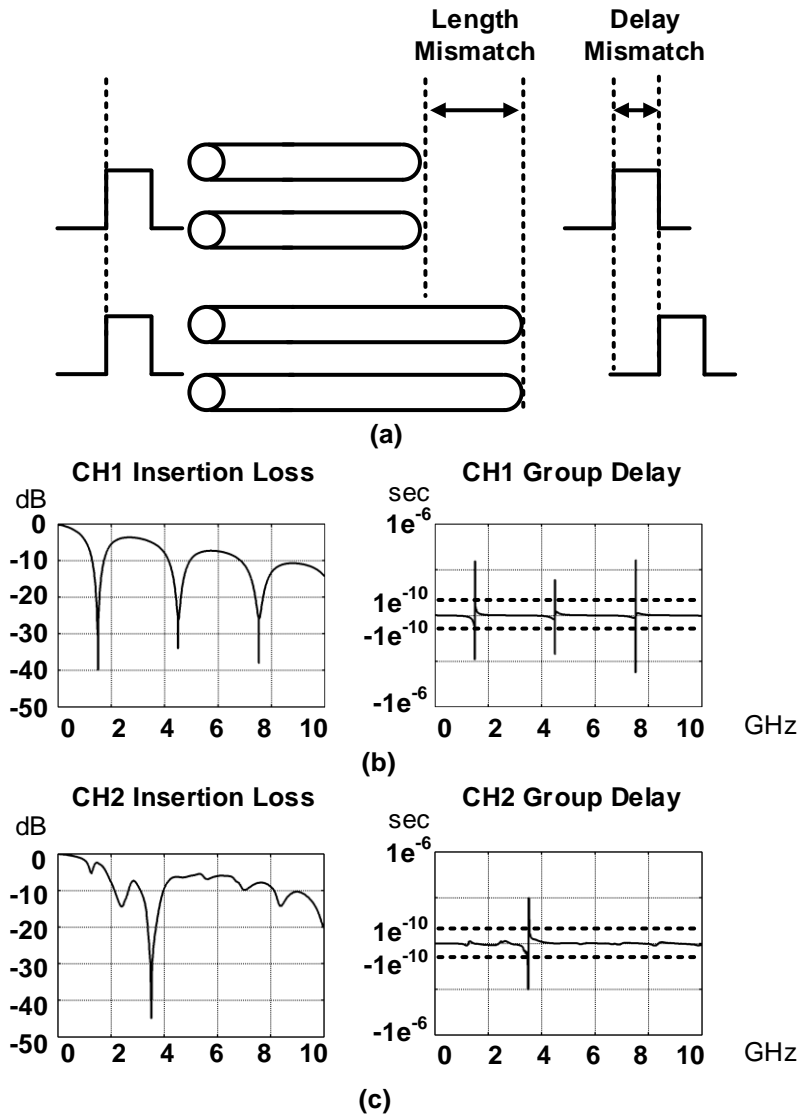 Length Mismatch
Delay Mismatch
(a)
CH1 Insertion Loss
dB
0
-10
-20
-30
-40
-50
0 2 4 6 8 10
CH1 Group Delay
sec
1e-6
1e-10
-1e-10
-1e-6
0 2 4 6 8 10
GHz
(b)
CH2 Insertion Loss
dB
0
-10
-20
-30
-40
-50
0 2 4 6 8 10
CH2 Group Delay
sec
1e-6
1e-10
-1e-10
-1e-6
0 2 4 6 8 10
GHz
(c)